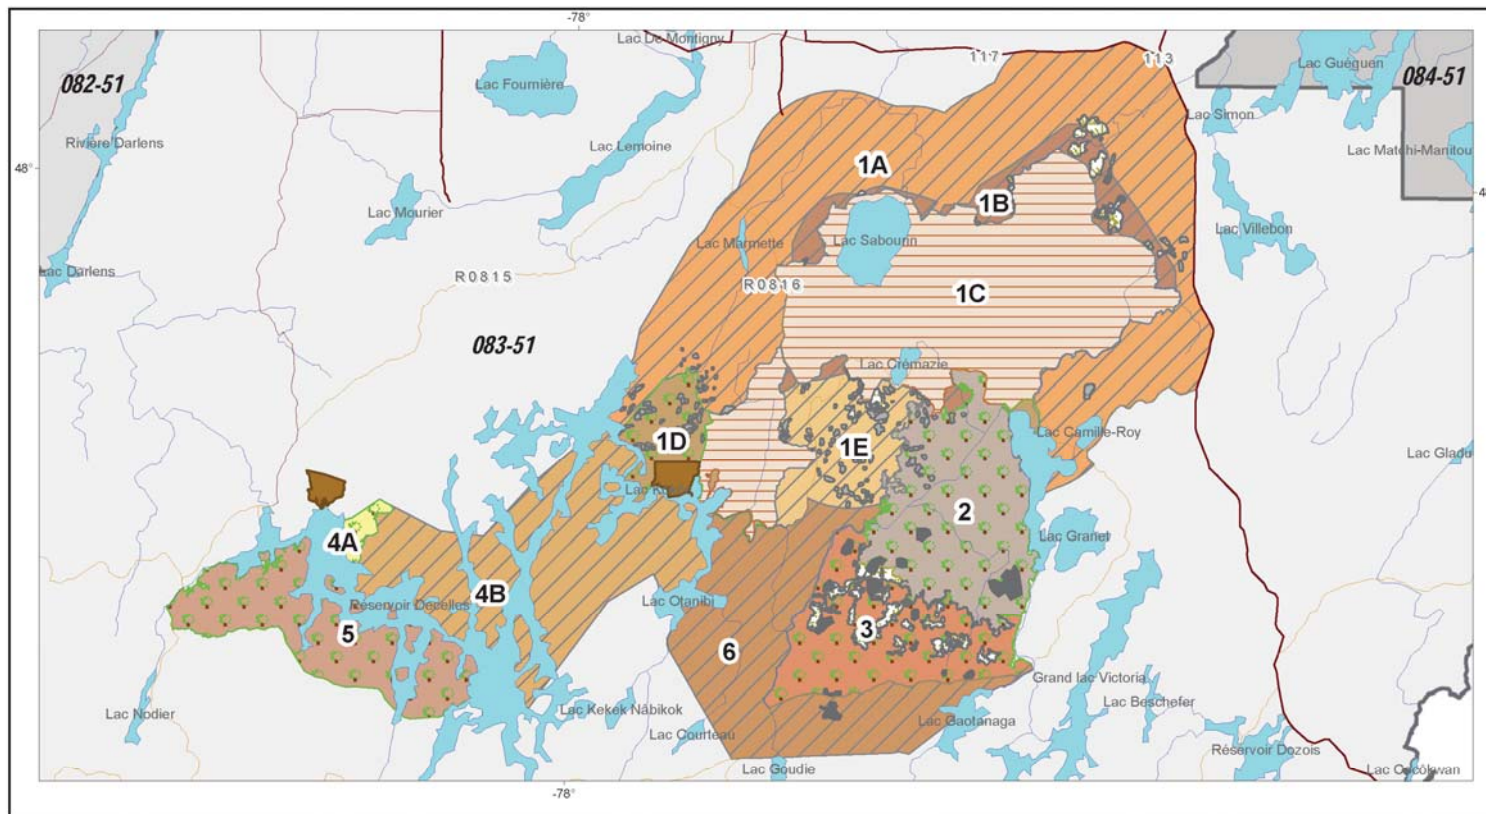 -78°
Lac De Montigny
117
113
Lac Guéguen
082-51
Lac Fournière
084-51
Lac Simon
Rivière Darlens
Lac Lemoine
Lac Matchi-Manitou
48°
1A
4
Lac Mourier
1B
Lac Villebon
Lac Marmette
Lac Sabourin
Lac Darlens
R0815
R0816
1C
083-51
Lac Crémazie
Lac Camille-Roy
1D
1E
Lac Gladu
2
4A
Lac Granet
4B
Réservoir Decelles
Lac Otanibi
5
3
6
Grand lac Victoria
Lac Beschefer
Lac Nodier
Lac Kekek Nâbikok
Lac Gaotanaga
Lac Courteau
Réservoir Dozois
Lac Goudie
-78°